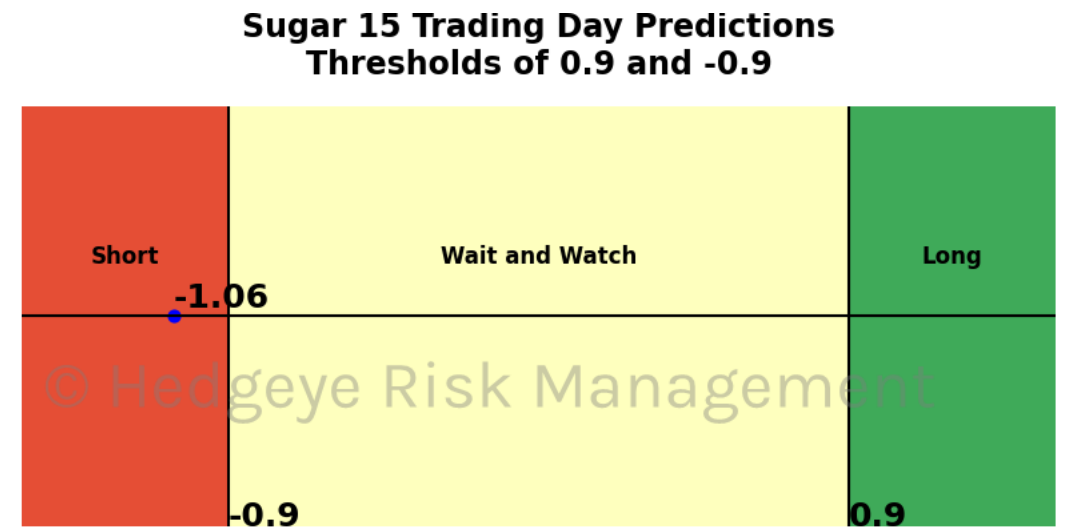 Sugar 15 Trading Day Predictions
Thresholds of 0.9 and -0.9
Short
Wait and Watch
Long
-1.06
© Hedgeye Risk Management
-0.9
0.9